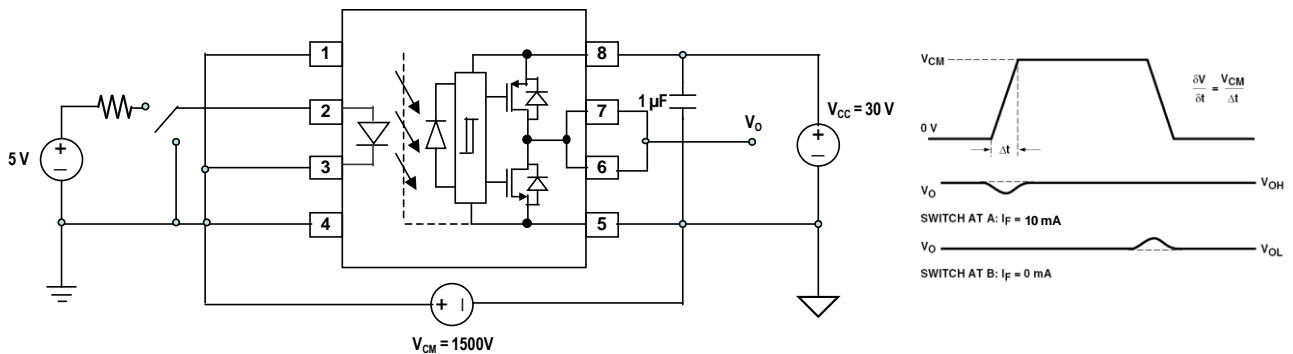 1
8
2
7
3
6
4
5
5 V
+
–
1 µF
V_O
V_CC = 30 V
+
–
+ –
V_CM = 1500V
V_CM
0 V
Δt
δV/δt = V_CM/Δt
V_O
V_OH
SWITCH AT A: I_F = 10 mA
V_O
V_OL
SWITCH AT B: I_F = 0 mA